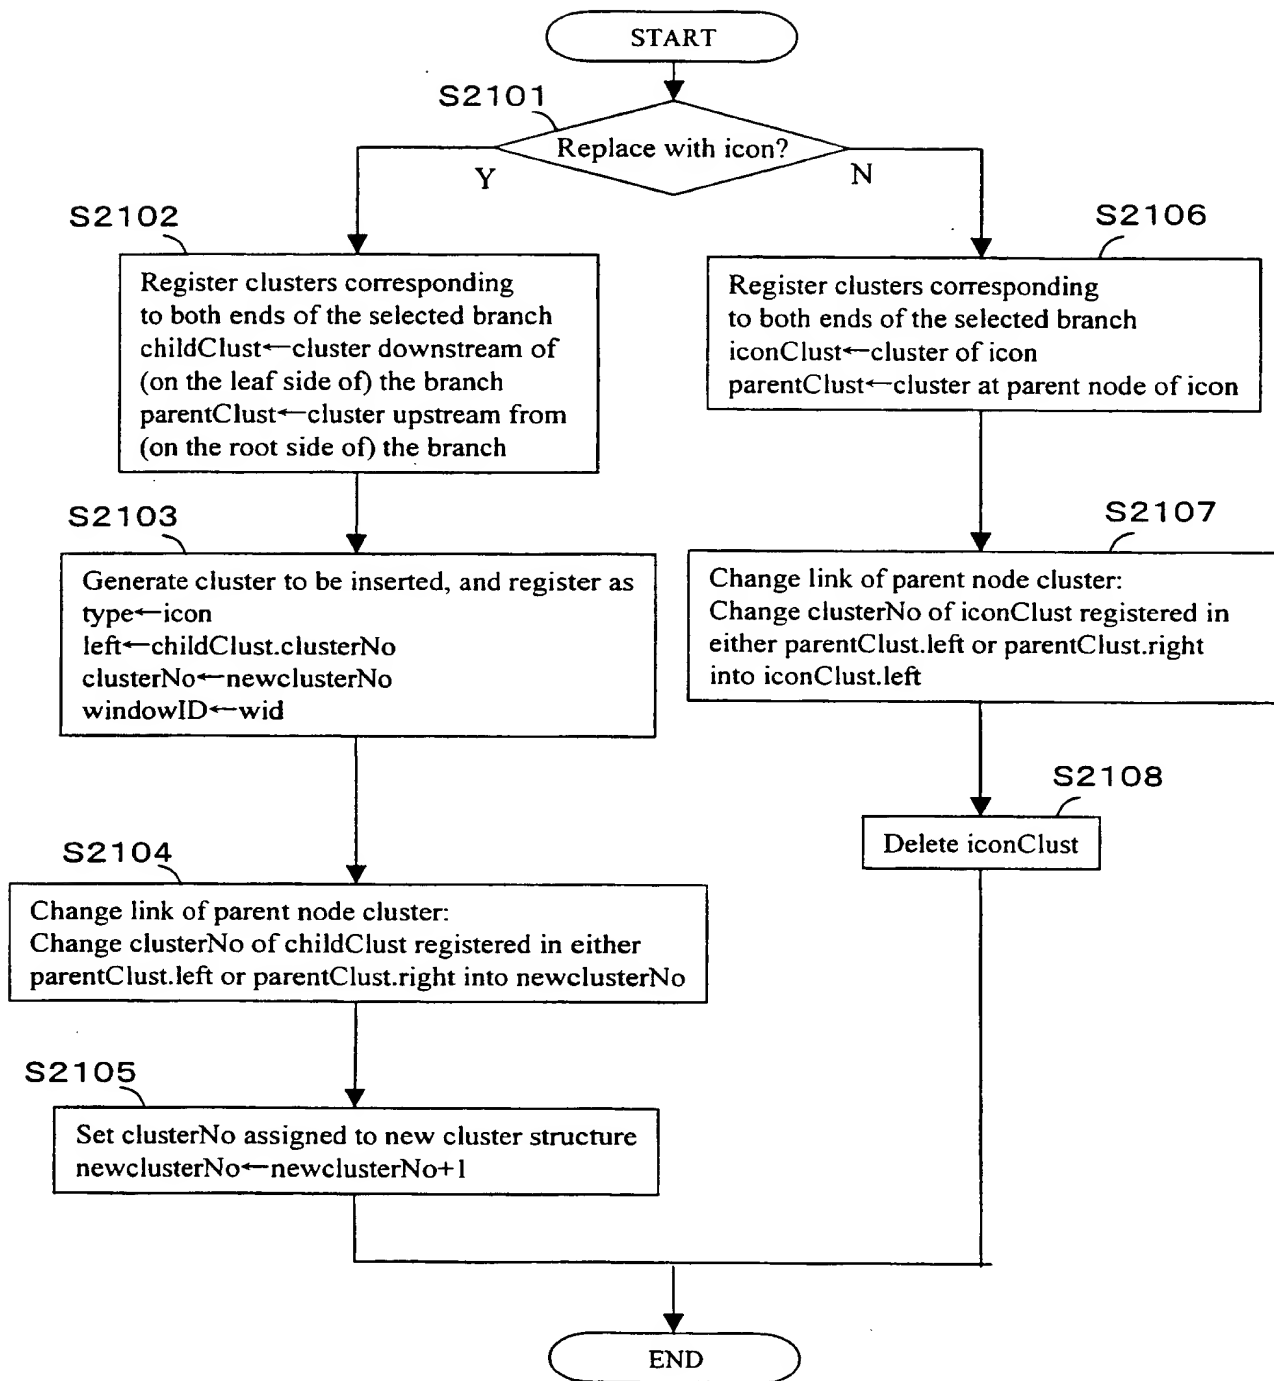 START
S2101
Replace with icon?
Y
N
S2102
Register clusters corresponding
to both ends of the selected branch
childClust←cluster downstream of
(on the leaf side of) the branch
parentClust←cluster upstream from
(on the root side of) the branch
S2103
Generate cluster to be inserted, and register as
type←icon
left←childClust.clusterNo
clusterNo←newclusterNo
windowID←wid
S2104
Change link of parent node cluster:
Change clusterNo of childClust registered in either
parentClust.left or parentClust.right into newclusterNo
S2105
Set clusterNo assigned to new cluster structure
newclusterNo←newclusterNo+1
S2106
Register clusters corresponding
to both ends of the selected branch
iconClust←cluster of icon
parentClust←cluster at parent node of icon
S2107
Change link of parent node cluster:
Change clusterNo of iconClust registered in
either parentClust.left or parentClust.right
into iconClust.left
S2108
Delete iconClust
END